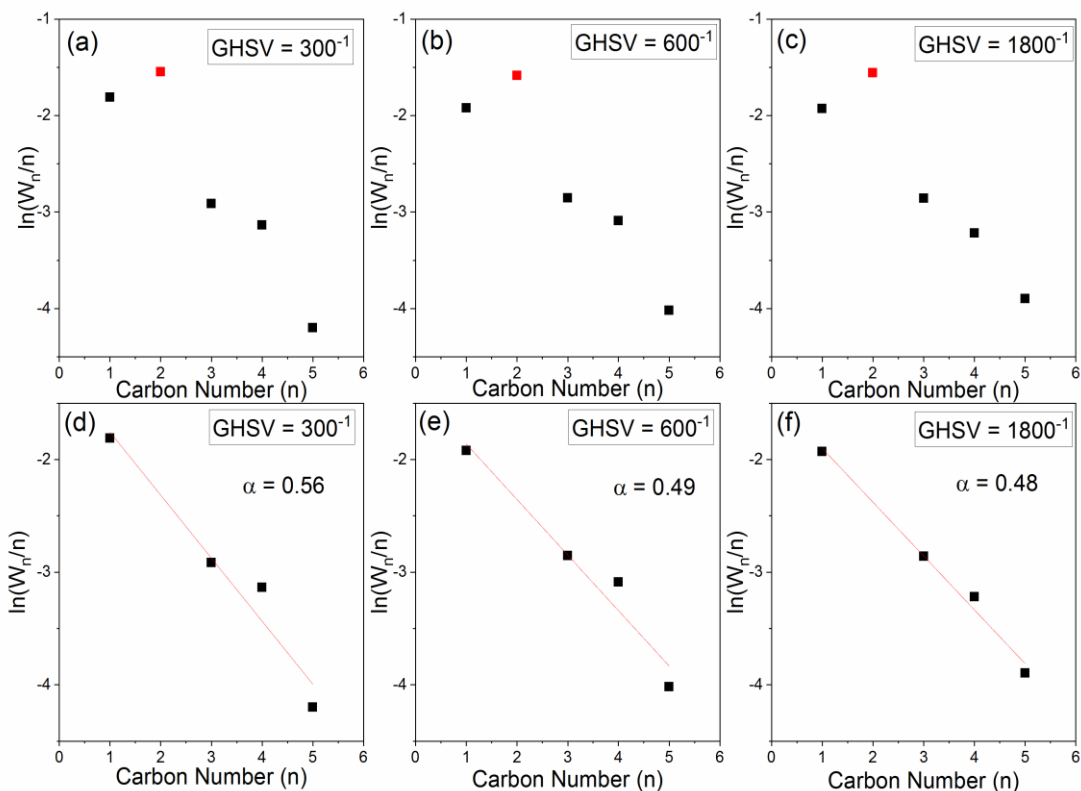 (a)
GHSV = 300⁻¹
ln(Wₙ/n)
-1
-2
-3
-4
0 1 2 3 4 5 6
Carbon Number (n)
(b)
GHSV = 600⁻¹
ln(Wₙ/n)
-1
-2
-3
-4
0 1 2 3 4 5 6
Carbon Number (n)
(c)
GHSV = 1800⁻¹
ln(Wₙ/n)
-1
-2
-3
-4
0 1 2 3 4 5 6
Carbon Number (n)
(d)
GHSV = 300⁻¹
α = 0.56
ln(Wₙ/n)
-2
-3
-4
0 1 2 3 4 5 6
Carbon Number (n)
(e)
GHSV = 600⁻¹
α = 0.49
ln(Wₙ/n)
-2
-3
-4
0 1 2 3 4 5 6
Carbon Number (n)
(f)
GHSV = 1800⁻¹
α = 0.48
ln(Wₙ/n)
-2
-3
-4
0 1 2 3 4 5 6
Carbon Number (n)